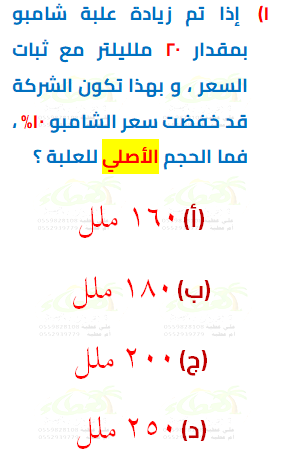 ١) إذا تم زيادة علبة شامبو
بمقدار ٢٠ ملليلتر مع ثبات
السعر ، و بهذا تكون الشركة
قد خفضت سعر الشامبو ١٠% ،
فما الحجم الأصلي للعلبة ؟
(أ) ١٦٠ ملل
(ب) ١٨٠ ملل
(ج) ٢٠٠ ملل
(د) ٢٥٠ ملل